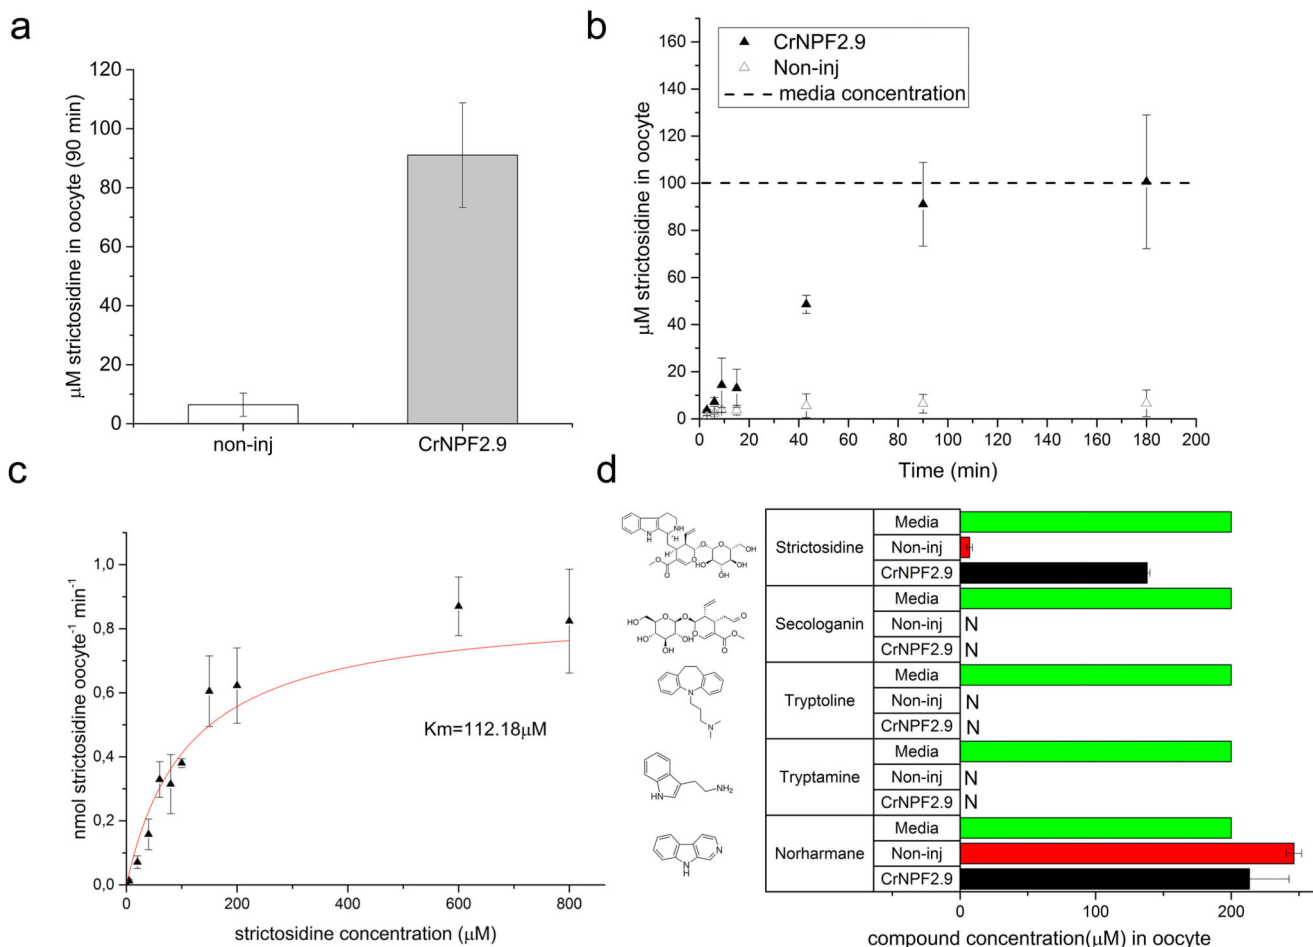 a
μM strictosidine in oocyte (90 min)
120
100
80
60
40
20
0
non-inj
CrNPF2.9
b
μM strictosidine in oocyte
160
140
120
100
80
60
40
20
0
CrNPF2.9
Non-inj
media concentration
0 20 40 60 80 100 120 140 160 180 200
Time (min)
c
nmol strictosidine oocyte⁻¹ min⁻¹
1,0
0,8
0,6
0,4
0,2
0,0
Km=112.18μM
0 200 400 600 800
strictosidine concentration (μM)
d
Strictosidine
Media
Non-inj
CrNPF2.9
Secologanin
Media
Non-inj N
CrNPF2.9 N
Tryptoline
Media
Non-inj N
CrNPF2.9 N
Tryptamine
Media
Non-inj N
CrNPF2.9 N
Norharmane
Media
Non-inj
CrNPF2.9
0 200
compound concentration(μM) in oocyte